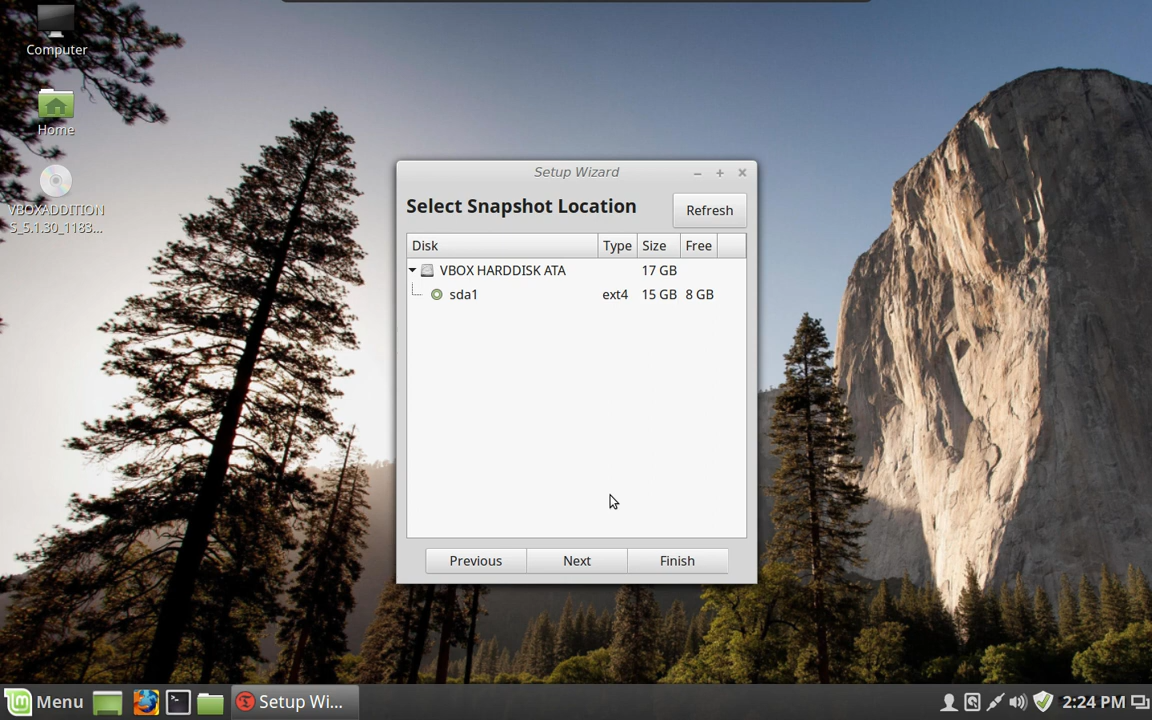 Computer
Home
VBOXADDITION
S_5.1.30_1183...
Setup Wizard
Select Snapshot Location
Refresh
Disk Type Size Free
VBOX HARDDISK ATA 17 GB
sda1 ext4 15 GB 8 GB
Previous Next Finish
Menu Setup Wi... 2:24 PM